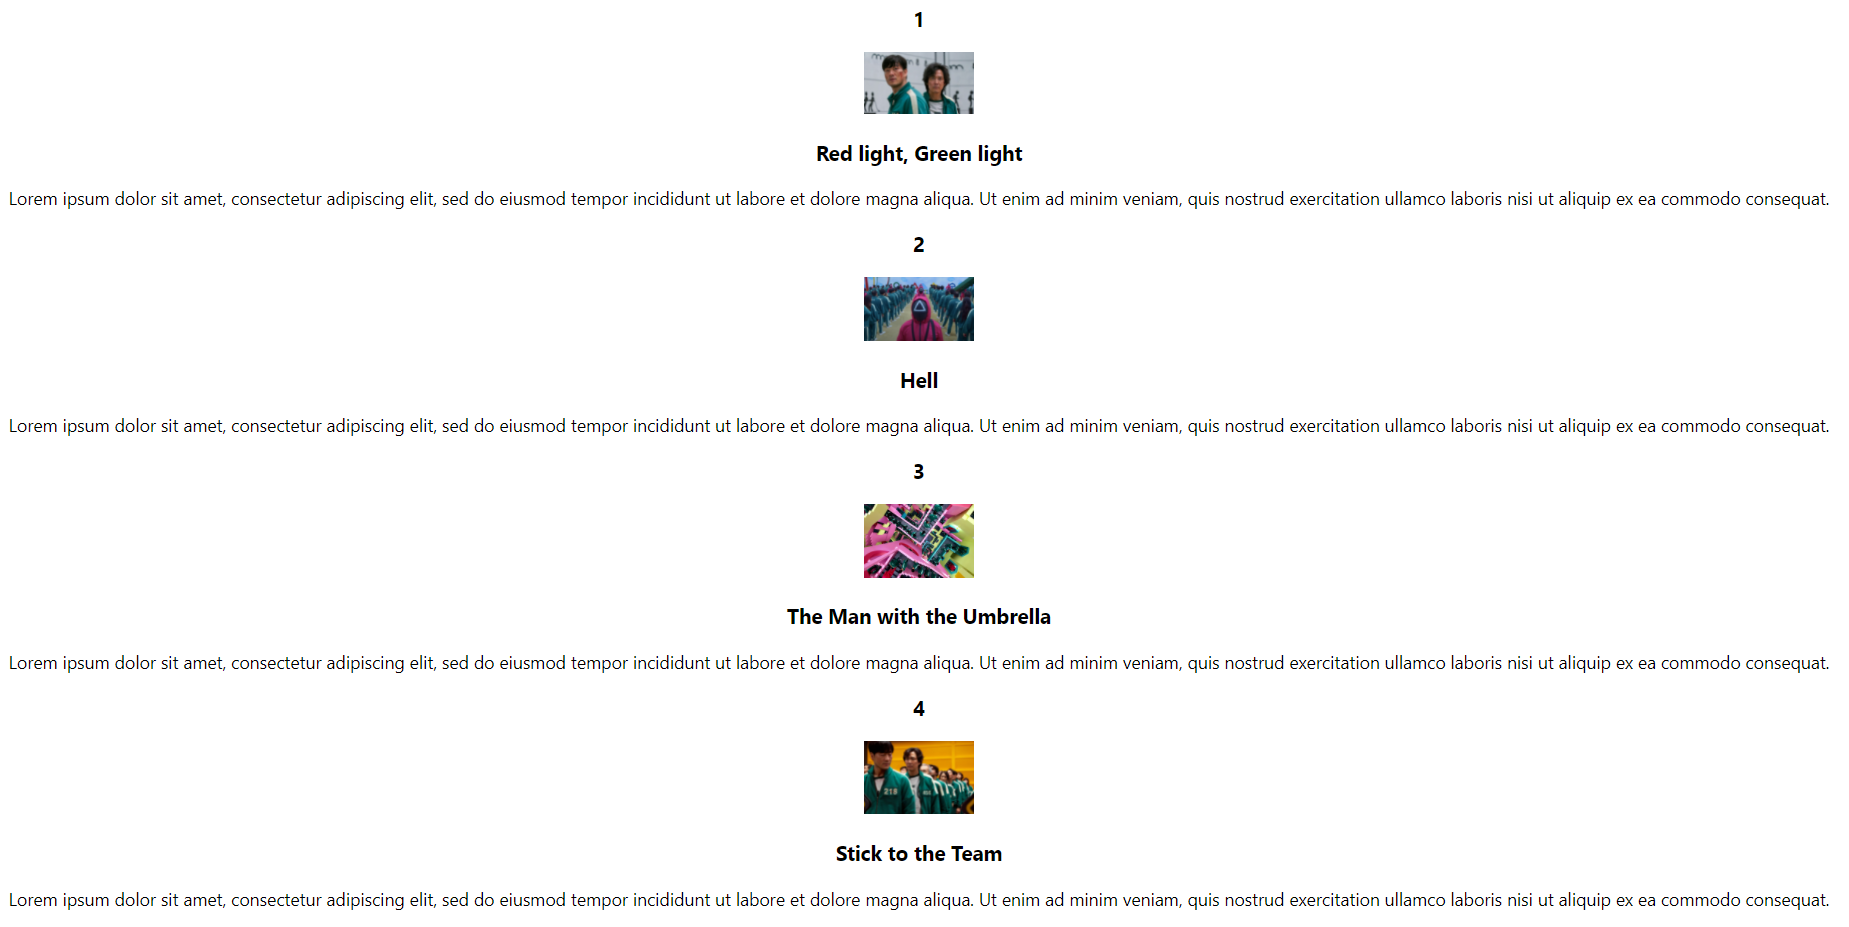 1
Red light, Green light
Lorem ipsum dolor sit amet, consectetur adipiscing elit, sed do eiusmod tempor incididunt ut labore et dolore magna aliqua. Ut enim ad minim veniam, quis nostrud exercitation ullamco laboris nisi ut aliquip ex ea commodo consequat.
2
Hell
Lorem ipsum dolor sit amet, consectetur adipiscing elit, sed do eiusmod tempor incididunt ut labore et dolore magna aliqua. Ut enim ad minim veniam, quis nostrud exercitation ullamco laboris nisi ut aliquip ex ea commodo consequat.
3
The Man with the Umbrella
Lorem ipsum dolor sit amet, consectetur adipiscing elit, sed do eiusmod tempor incididunt ut labore et dolore magna aliqua. Ut enim ad minim veniam, quis nostrud exercitation ullamco laboris nisi ut aliquip ex ea commodo consequat.
4
218
Stick to the Team
Lorem ipsum dolor sit amet, consectetur adipiscing elit, sed do eiusmod tempor incididunt ut labore et dolore magna aliqua. Ut enim ad minim veniam, quis nostrud exercitation ullamco laboris nisi ut aliquip ex ea commodo consequat.